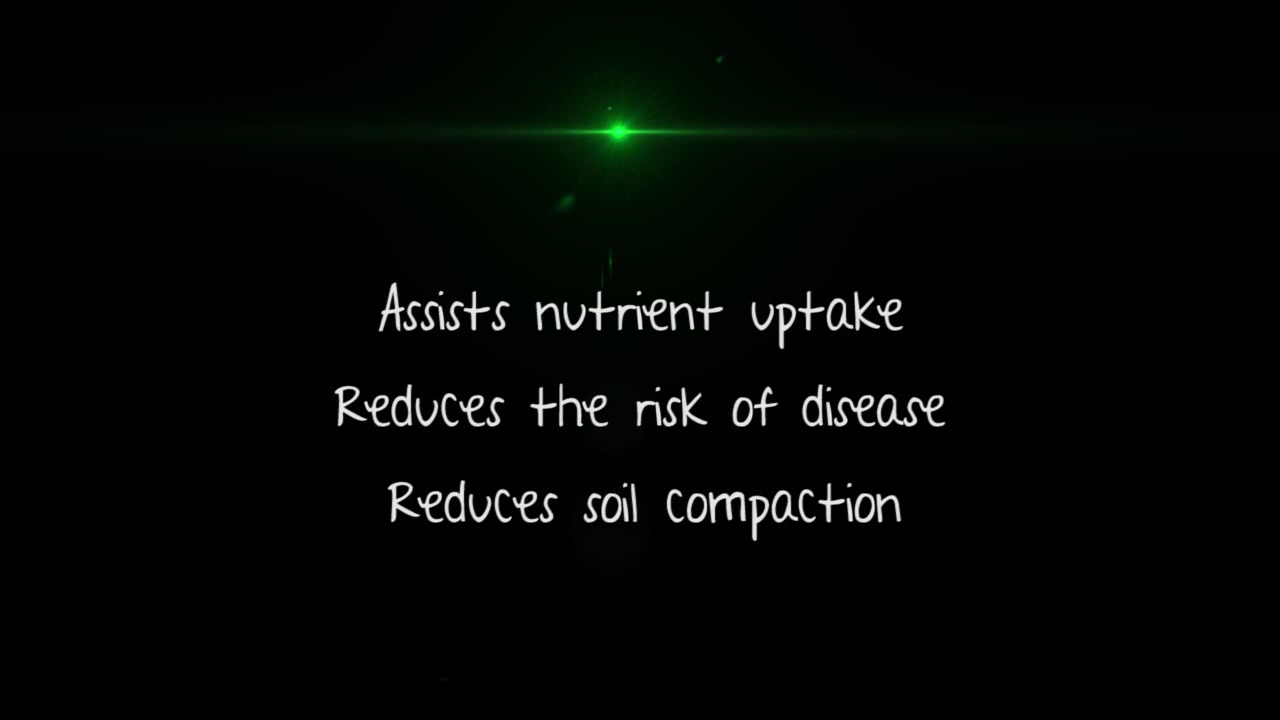 Assists nutrient uptake
Reduces the risk of disease
Reduces soil compaction